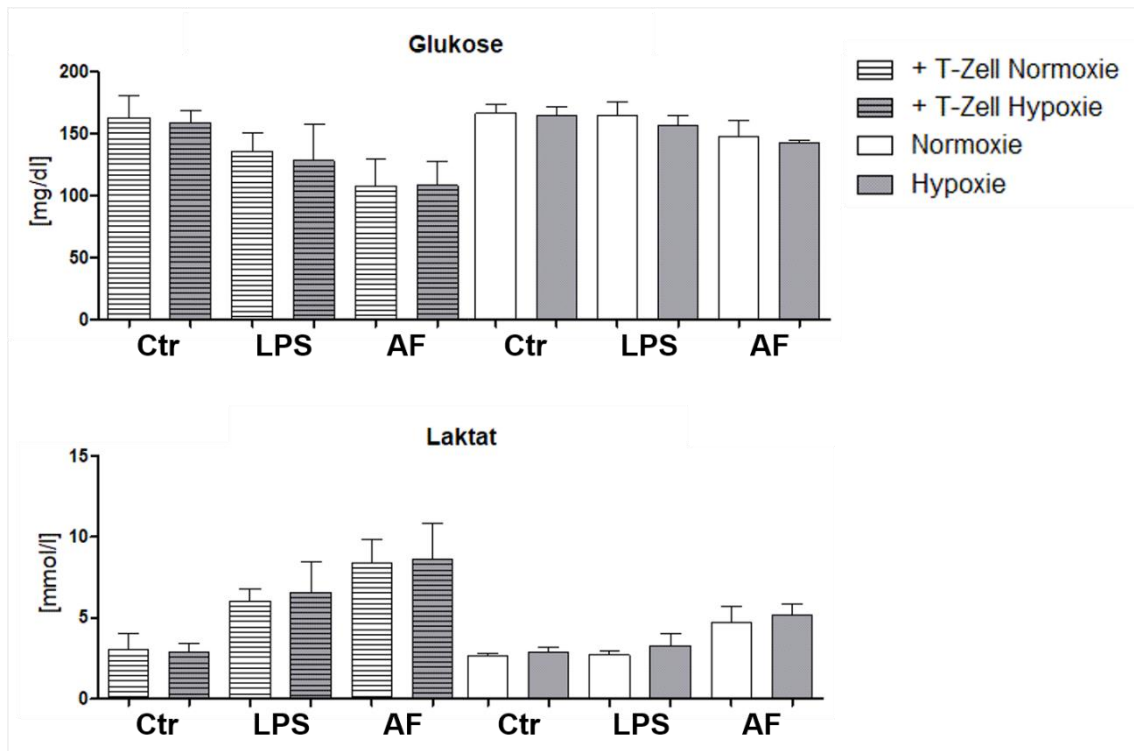 Glukose
200
150
100
50
0
[mg/dl]
Ctr LPS AF Ctr LPS AF
+ T-Zell Normoxie
+ T-Zell Hypoxie
Normoxie
Hypoxie
Laktat
15
10
5
0
[mmol/l]
Ctr LPS AF Ctr LPS AF